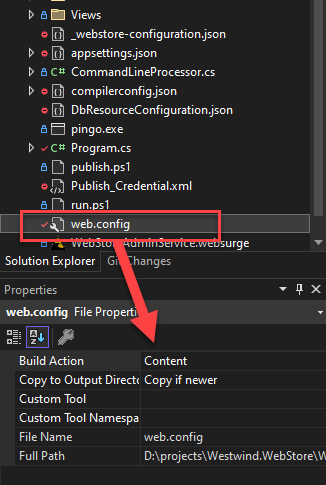 Views
_webstore-configuration.json
appsettings.json
C# CommandLineProcessor.cs
compilerconfig.json
DbResourceConfiguration.json
pingo.exe
C# Program.cs
publish.ps1
Publish_Credential.xml
run.ps1
web.config
WebStoreAdminService.websurge
Solution Explorer Git Changes
Properties
web.config File Properti
Build Action Content
Copy to Output Directo Copy if newer
Custom Tool
Custom Tool Namespa
File Name web.config
Full Path D:\projects\Westwind.WebStore\W